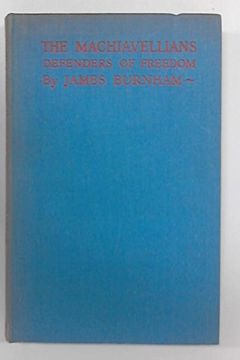 THE MACHIAVELLIANS
DEFENDERS OF FREEDOM
By JAMES BURNHAM~